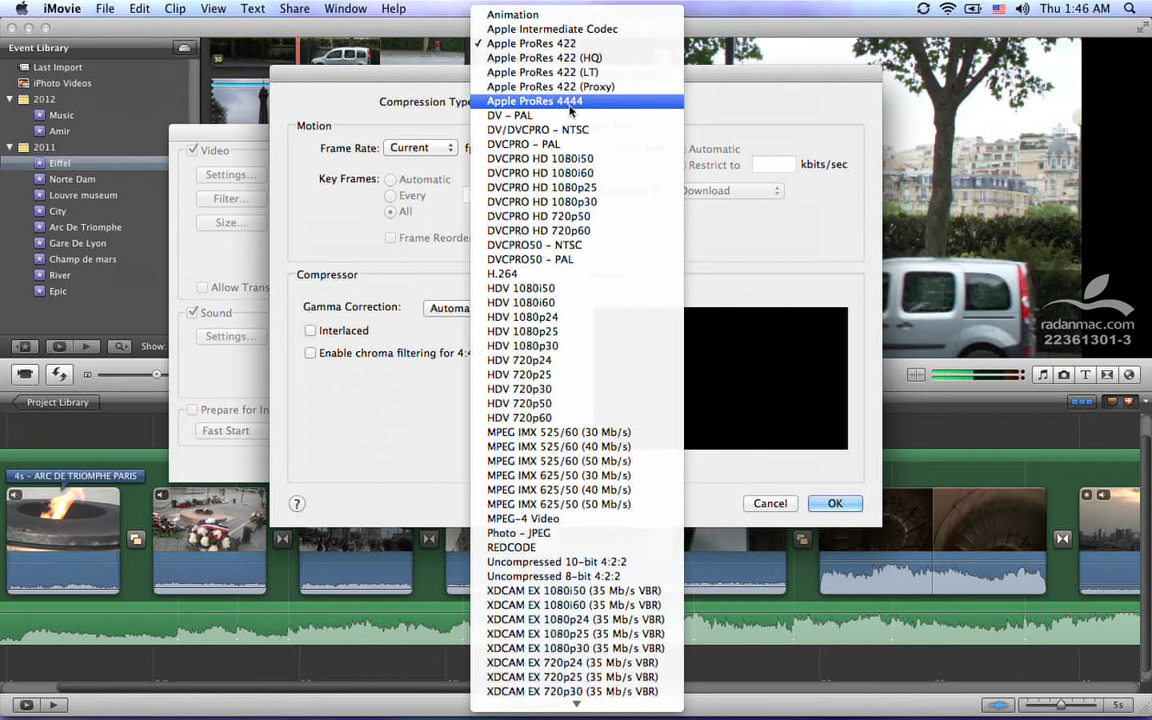 iMovie File Edit Clip View Text Share Window Help
Thu 1:46 AM
Event Library
Last Import
iPhoto Videos
2012
Music
Amir
2011
Eiffel
Norte Dam
Louvre museum
City
Arc De Triomphe
Gare De Lyon
Champ de mars
River
Epic
Show:
Project Library
Video
Settings...
Filter...
Size...
Allow Trans
Sound
Settings...
Prepare for In
Fast Start
Compression Type
Motion
Frame Rate: Current fp
Key Frames: Automatic
Every
All
Frame Reorde
Automatic
Restrict to kbits/sec
Download
Compressor
Gamma Correction: Automa
Interlaced
Enable chroma filtering for 4:4
? Cancel OK
Animation
Apple Intermediate Codec
✓ Apple ProRes 422
Apple ProRes 422 (HQ)
Apple ProRes 422 (LT)
Apple ProRes 422 (Proxy)
Apple ProRes 4444
DV - PAL
DV/DVCPRO - NTSC
DVCPRO - PAL
DVCPRO HD 1080i50
DVCPRO HD 1080i60
DVCPRO HD 1080p25
DVCPRO HD 1080p30
DVCPRO HD 720p50
DVCPRO HD 720p60
DVCPRO50 - NTSC
DVCPRO50 - PAL
H.264
HDV 1080i50
HDV 1080i60
HDV 1080p24
HDV 1080p25
HDV 1080p30
HDV 720p24
HDV 720p25
HDV 720p30
HDV 720p50
HDV 720p60
MPEG IMX 525/60 (30 Mb/s)
MPEG IMX 525/60 (40 Mb/s)
MPEG IMX 525/60 (50 Mb/s)
MPEG IMX 625/50 (30 Mb/s)
MPEG IMX 625/50 (40 Mb/s)
MPEG IMX 625/50 (50 Mb/s)
MPEG-4 Video
Photo - JPEG
REDCODE
Uncompressed 10-bit 4:2:2
Uncompressed 8-bit 4:2:2
XDCAM EX 1080i50 (35 Mb/s VBR)
XDCAM EX 1080i60 (35 Mb/s VBR)
XDCAM EX 1080p24 (35 Mb/s VBR)
XDCAM EX 1080p25 (35 Mb/s VBR)
XDCAM EX 1080p30 (35 Mb/s VBR)
XDCAM EX 720p24 (35 Mb/s VBR)
XDCAM EX 720p25 (35 Mb/s VBR)
XDCAM EX 720p30 (35 Mb/s VBR)
radanmac.com
22361301-3
4s - ARC DE TRIOMPHE PARIS
5s